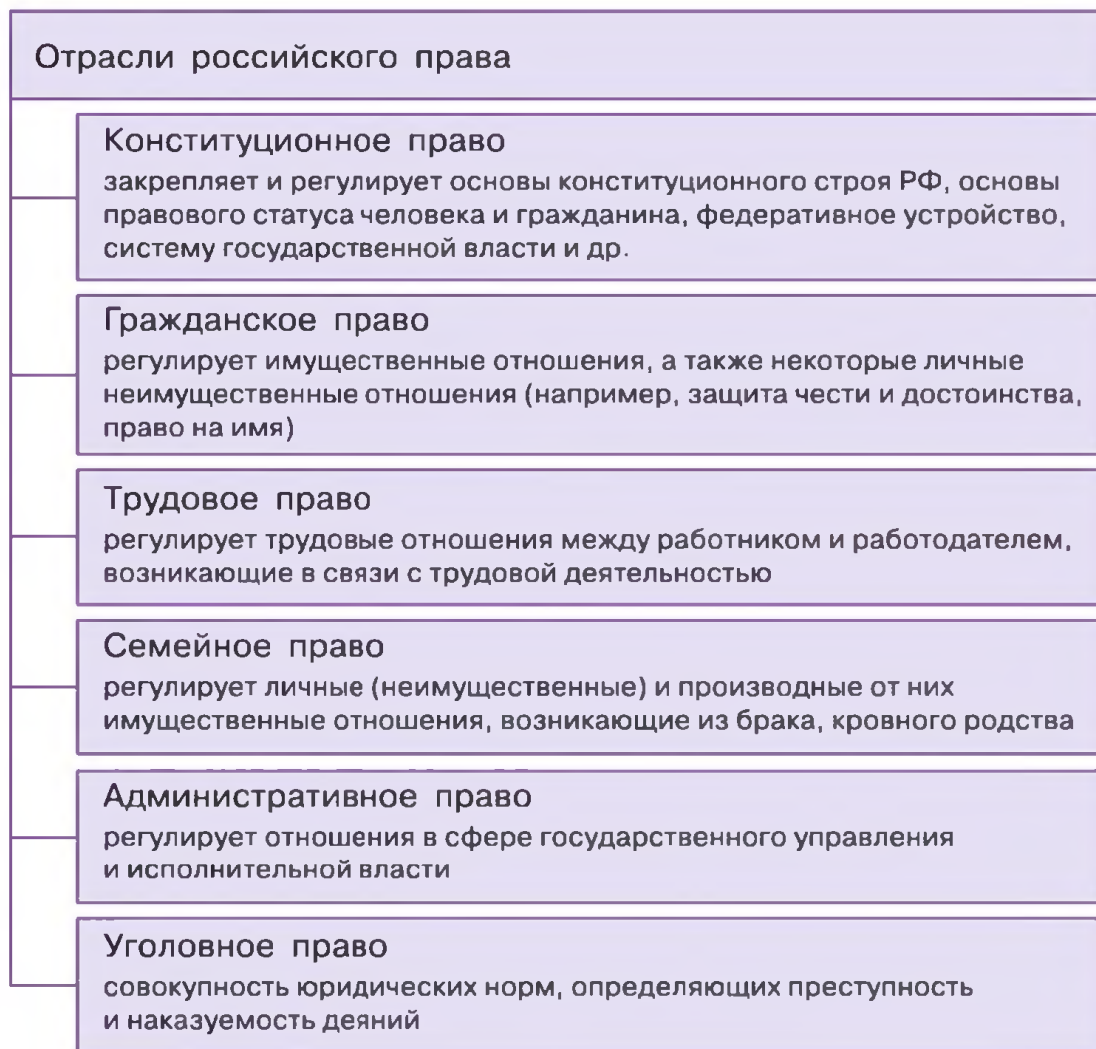 Отрасли российского права
Конституционное право
закрепляет и регулирует основы конституционного строя РФ, основы
правового статуса человека и гражданина, федеративное устройство,
систему государственной власти и др.
Гражданское право
регулирует имущественные отношения, а также некоторые личные
неимущественные отношения (например, защита чести и достоинства,
право на имя)
Трудовое право
регулирует трудовые отношения между работником и работодателем,
возникающие в связи с трудовой деятельностью
Семейное право
регулирует личные (неимущественные) и производные от них
имущественные отношения, возникающие из брака, кровного родства
Административное право
регулирует отношения в сфере государственного управления
и исполнительной власти
Уголовное право
совокупность юридических норм, определяющих преступность
и наказуемость деяний